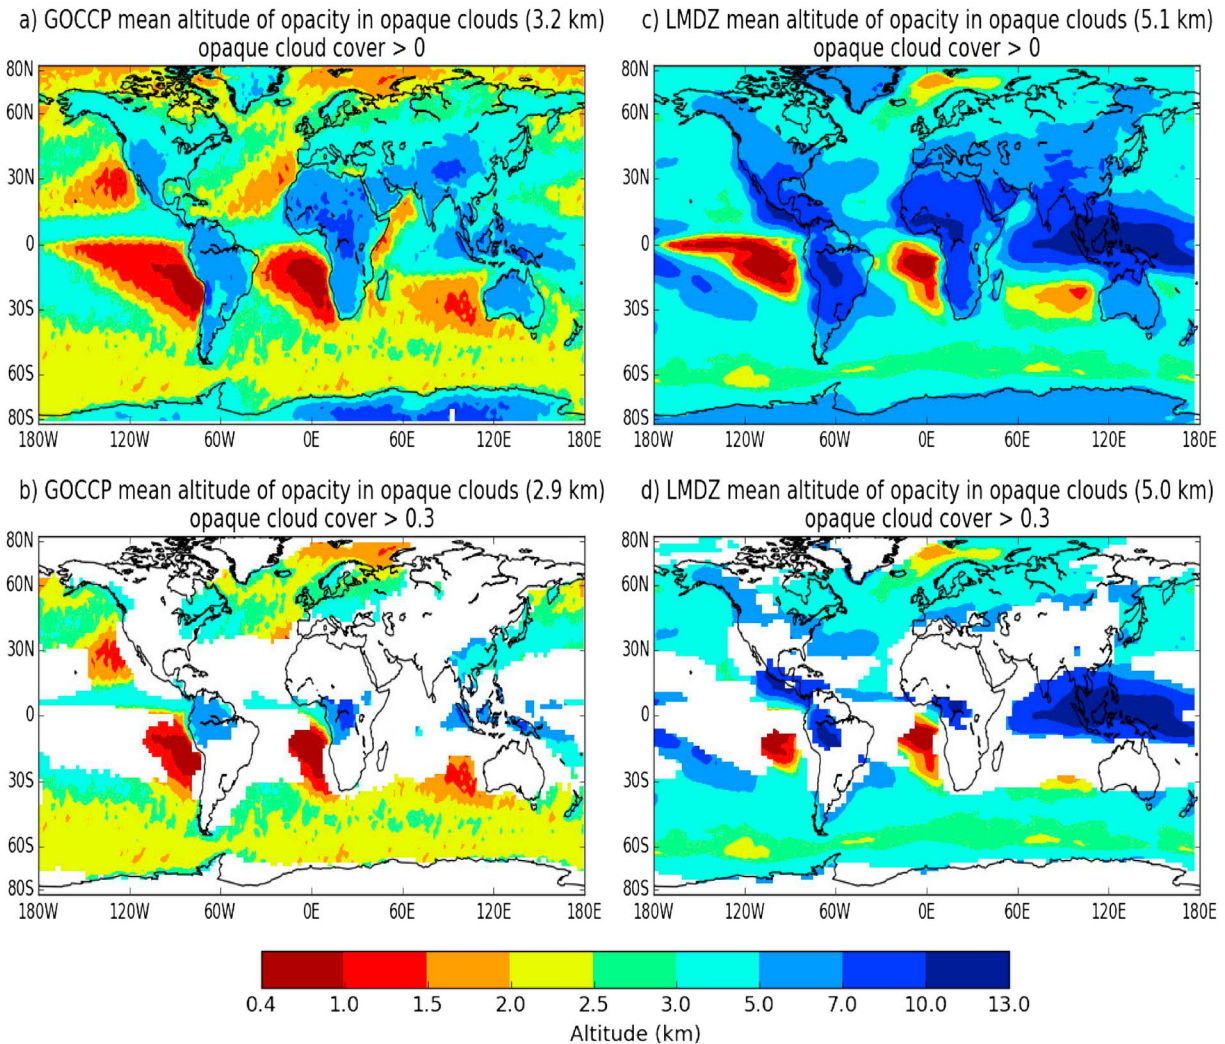 a) GOCCP mean altitude of opacity in opaque clouds (3.2 km)
opaque cloud cover > 0
80N
60N
30N
0
30S
60S
80S
180W 120W 60W 0E 60E 120E 180E
c) LMDZ mean altitude of opacity in opaque clouds (5.1 km)
opaque cloud cover > 0
80N
60N
30N
0
30S
60S
80S
180W 120W 60W 0E 60E 120E 180E
b) GOCCP mean altitude of opacity in opaque clouds (2.9 km)
opaque cloud cover > 0.3
80N
60N
30N
0
30S
60S
80S
180W 120W 60W 0E 60E 120E 180E
d) LMDZ mean altitude of opacity in opaque clouds (5.0 km)
opaque cloud cover > 0.3
80N
60N
30N
0
30S
60S
80S
180W 120W 60W 0E 60E 120E 180E
0.4 1.0 1.5 2.0 2.5 3.0 5.0 7.0 10.0 13.0
Altitude (km)